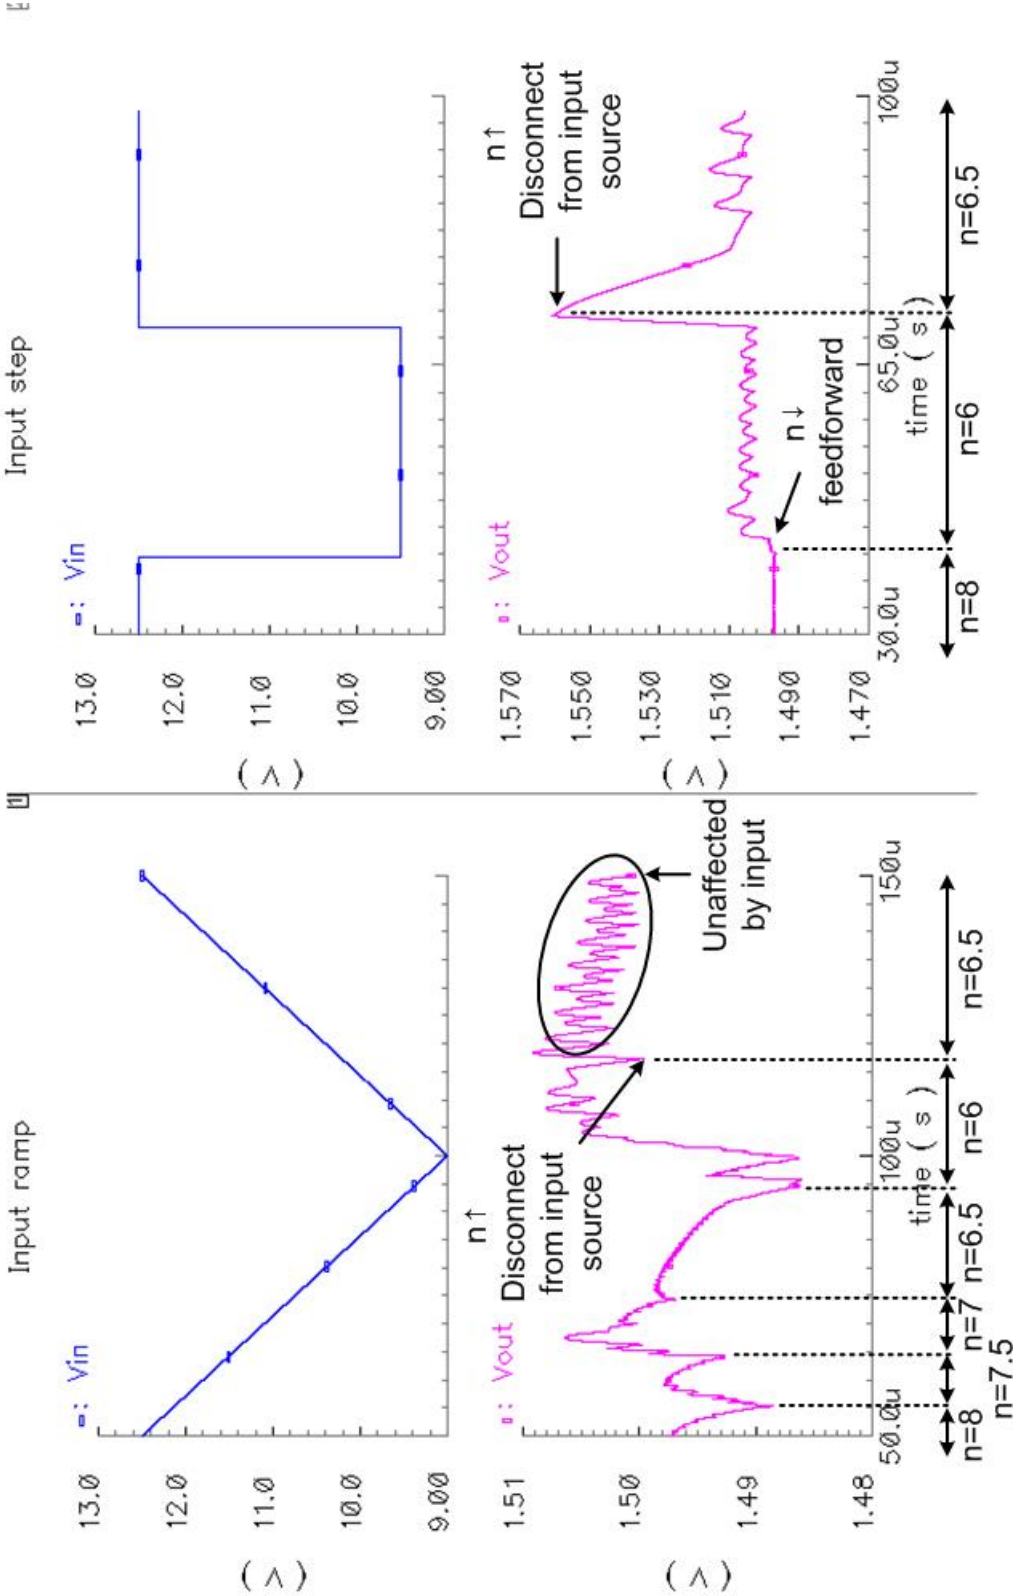 Input ramp
▫: Vin
13.0
12.0
11.0
10.0
9.00
( V )
▫: Vout
1.51
1.50
1.49
1.48
( V )
n↑
Disconnect
from input
source
Unaffected
by input
50.0u
100u
150u
time ( s )
n=8
n=7.5
n=7
n=6.5
n=6
n=6.5
Input step
▫: Vin
13.0
12.0
11.0
10.0
9.00
( V )
▫: Vout
1.570
1.550
1.530
1.510
1.490
1.470
( V )
n↑
Disconnect
from input
source
n↓
feedforward
30.0u
65.0u
100u
time ( s )
n=8
n=6
n=6.5